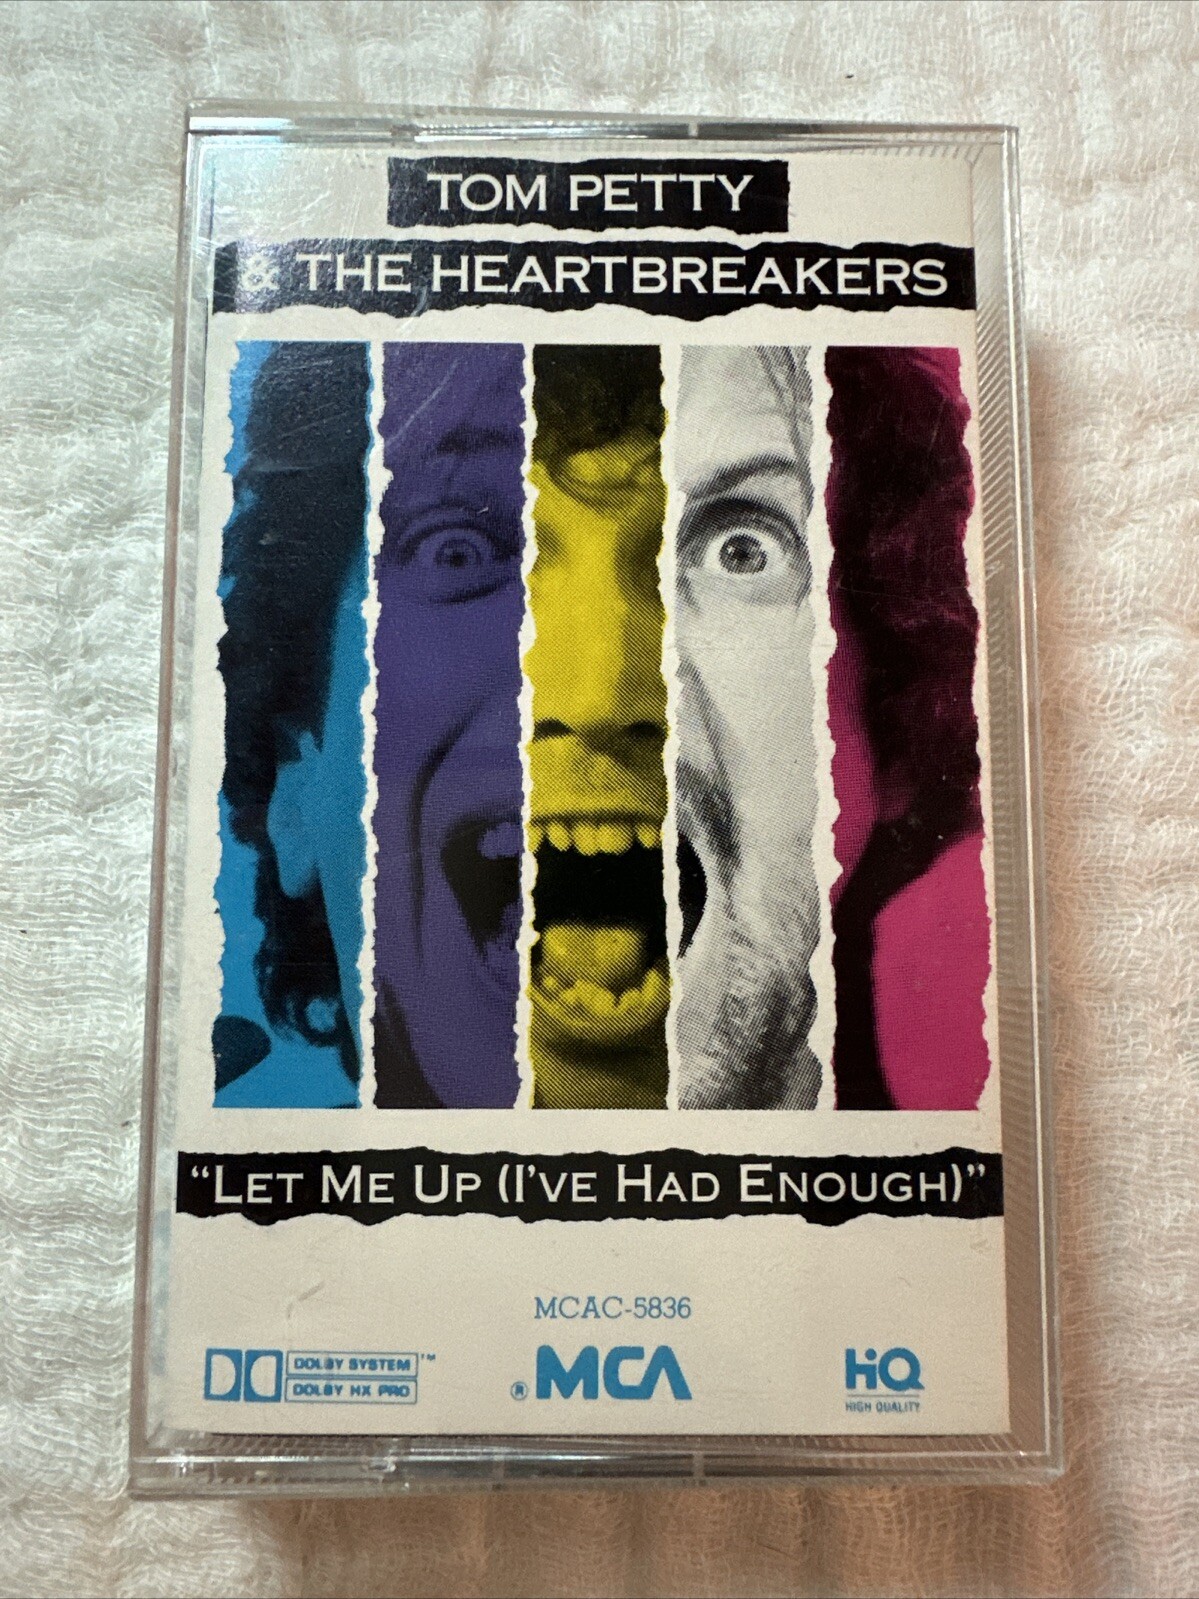 TOM PETTY
& THE HEARTBREAKERS
“LET ME UP (I’VE HAD ENOUGH)”
MCAC-5836
DOLBY SYSTEM ™
DOLBY HX PRO
® MCA
HiQ
HIGH QUALITY